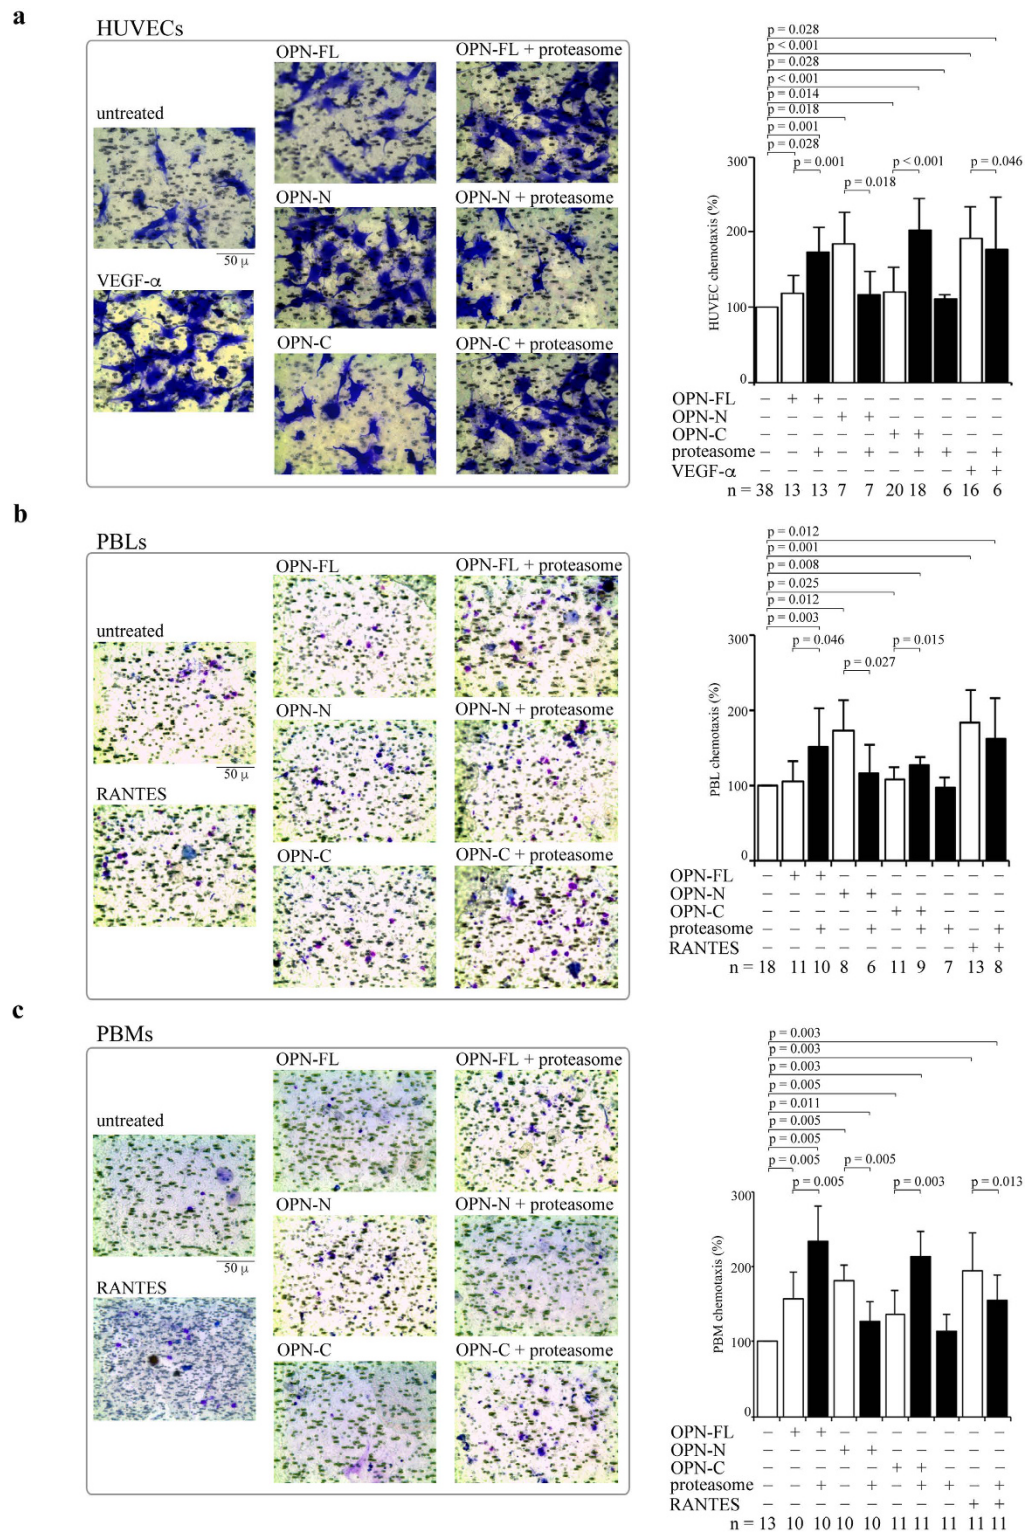 a
HUVECs
untreated
50 μ
VEGF-α
OPN-FL
OPN-FL + proteasome
OPN-N
OPN-N + proteasome
OPN-C
OPN-C + proteasome
p = 0.028
p < 0.001
p = 0.028
p < 0.001
p = 0.014
p = 0.018
p = 0.001
p = 0.028
p = 0.001
p = 0.018
p < 0.001
p = 0.046
HUVEC chemotaxis (%)
300
200
100
0
OPN-FL − + + − − − − − − −
OPN-N − − − + + − − − − −
OPN-C − − − − − + + − − −
proteasome − − + − + − + + − +
VEGF-α − − − − − − − − + +
n = 38 13 13 7 7 20 18 6 16 6
b
PBLs
untreated
50 μ
RANTES
OPN-FL
OPN-FL + proteasome
OPN-N
OPN-N + proteasome
OPN-C
OPN-C + proteasome
p = 0.012
p = 0.001
p = 0.008
p = 0.025
p = 0.012
p = 0.003
p = 0.046
p = 0.027
p = 0.015
PBL chemotaxis (%)
300
200
100
0
OPN-FL − + + − − − − − − −
OPN-N − − − + + − − − − −
OPN-C − − − − − + + − − −
proteasome − − + − + − + + − +
RANTES − − − − − − − − + +
n = 18 11 10 8 6 11 9 7 13 8
c
PBMs
untreated
50 μ
RANTES
OPN-FL
OPN-FL + proteasome
OPN-N
OPN-N + proteasome
OPN-C
OPN-C + proteasome
p = 0.003
p = 0.003
p = 0.003
p = 0.005
p = 0.011
p = 0.005
p = 0.005
p = 0.005
p = 0.005
p = 0.005
p = 0.003
p = 0.013
PBM chemotaxis (%)
300
200
100
0
OPN-FL − + + − − − − − − −
OPN-N − − − + + − − − − −
OPN-C − − − − − + + − − −
proteasome − − + − + − + + − +
RANTES − − − − − − − − + +
n = 13 10 10 10 10 11 11 11 11 11